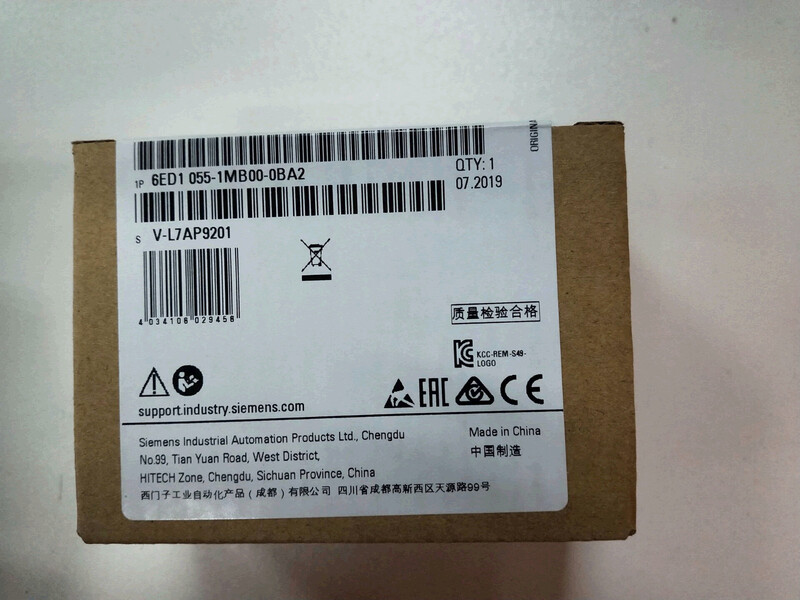 ORIGIN
1P 6ED1 055-1MB00-0BA2
QTY: 1
07.2019
S V-L7AP9201
4 034106 029456
质量检验合格
KCC-REM-S49-
LOGO
EAC CE
support.industry.siemens.com
Siemens Industrial Automation Products Ltd., Chengdu
No.99, Tian Yuan Road, West District,
HITECH Zone, Chengdu, Sichuan Province, China
西门子工业自动化产品（成都）有限公司 四川省成都高新西区天源路99号
Made in China
中国制造